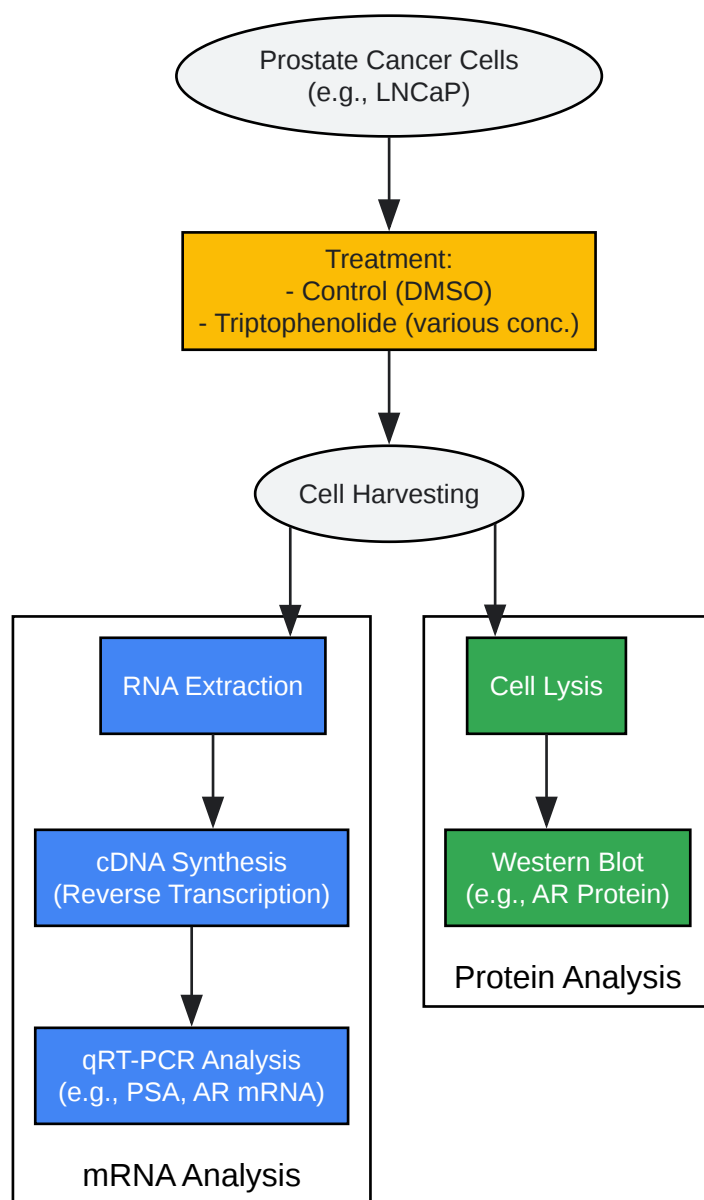 Prostate Cancer Cells
(e.g., LNCaP)
Treatment:
- Control (DMSO)
- Triptophenolide (various conc.)
Cell Harvesting
RNA Extraction
cDNA Synthesis
(Reverse Transcription)
qRT-PCR Analysis
(e.g., PSA, AR mRNA)
mRNA Analysis
Cell Lysis
Western Blot
(e.g., AR Protein)
Protein Analysis